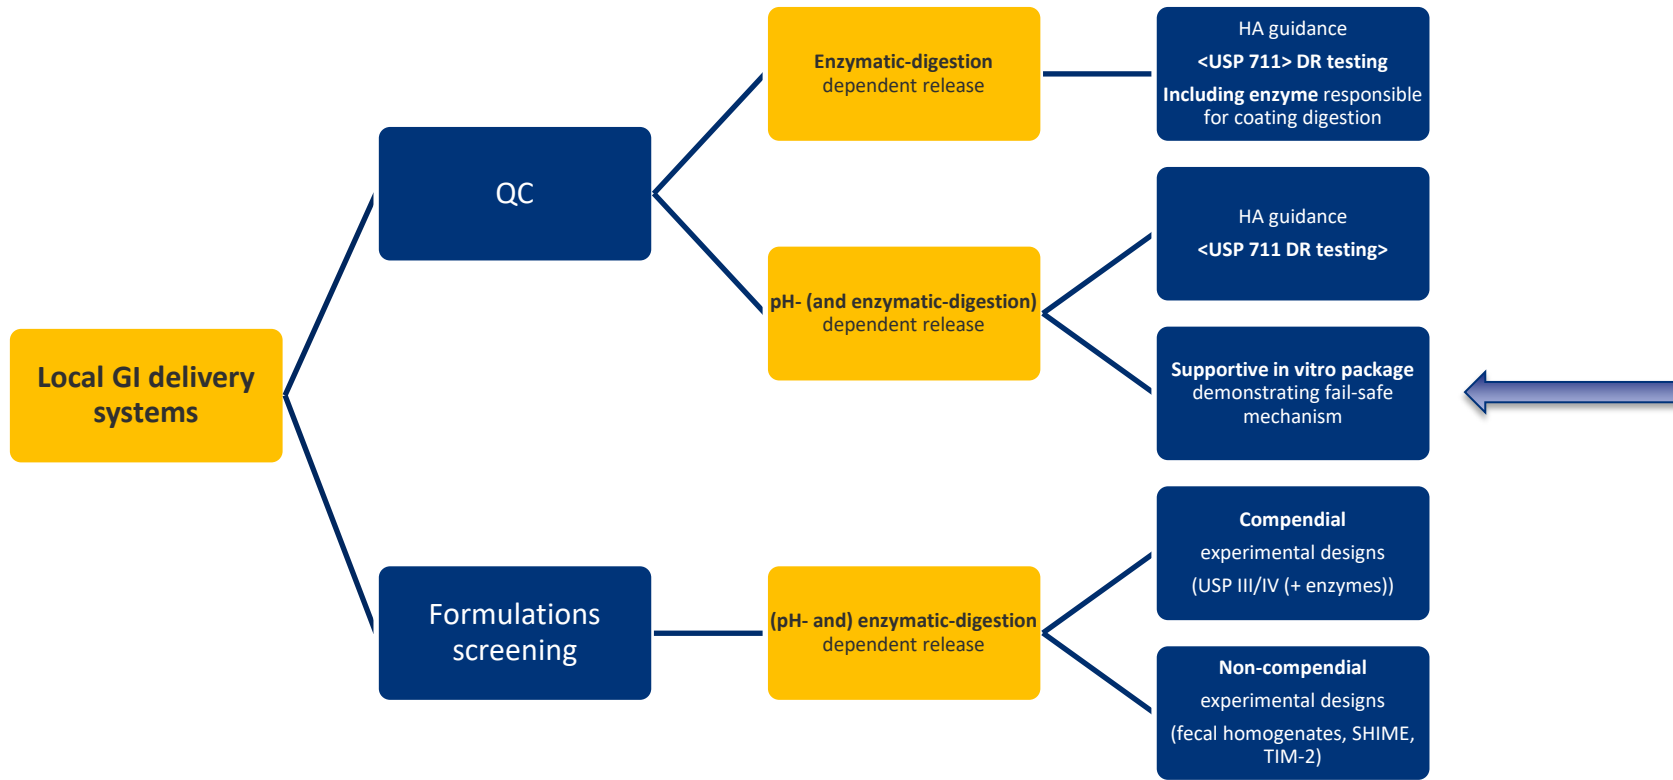 Local GI delivery
systems
QC
Enzymatic-digestion
dependent release
HA guidance
<USP 711> DR testing
Including enzyme responsible
for coating digestion
pH- (and enzymatic-digestion)
dependent release
HA guidance
<USP 711 DR testing>
Supportive in vitro package
demonstrating fail-safe
mechanism
Formulations
screening
(pH- and) enzymatic-digestion
dependent release
Compendial
experimental designs
(USP III/IV (+ enzymes))
Non-compendial
experimental designs
(fecal homogenates, SHIME,
TIM-2)